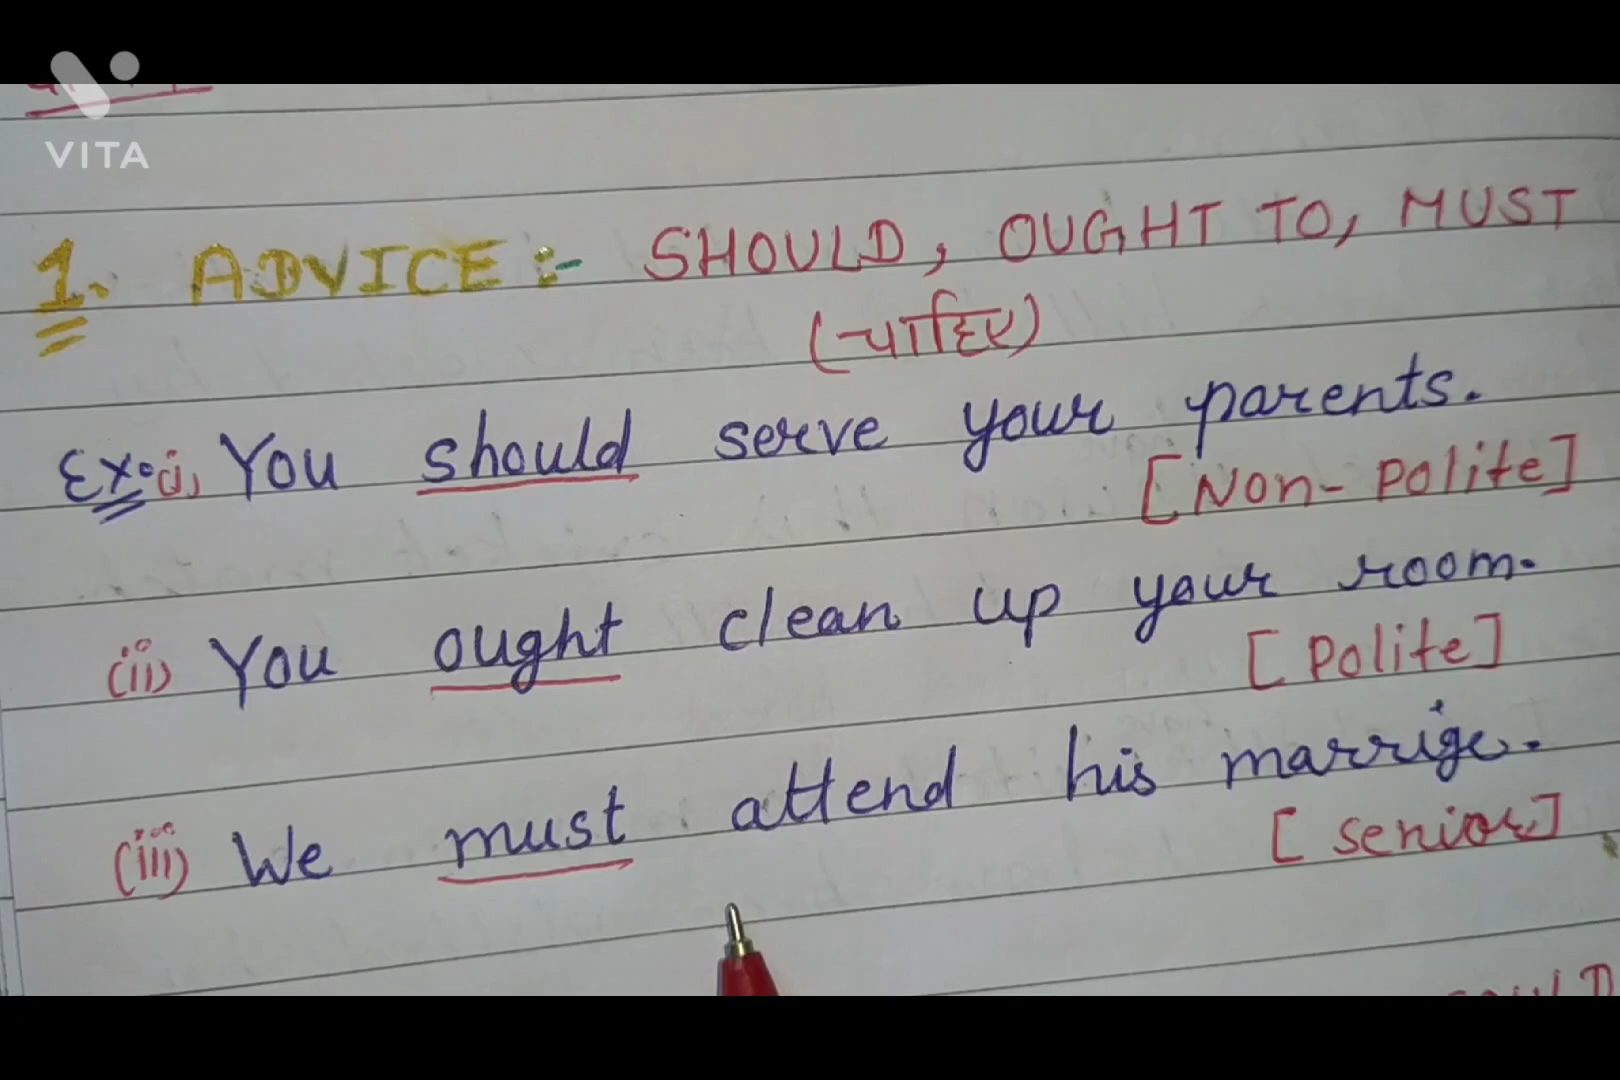 VITA
1. ADVICE :- SHOULD, OUGHT TO, MUST
(चाहिए)
Ex:- i) You should serve your parents.
[Non-Polite]
(ii) You ought clean up your room.
[Polite]
(iii) We must attend his marrige.
[Senior]